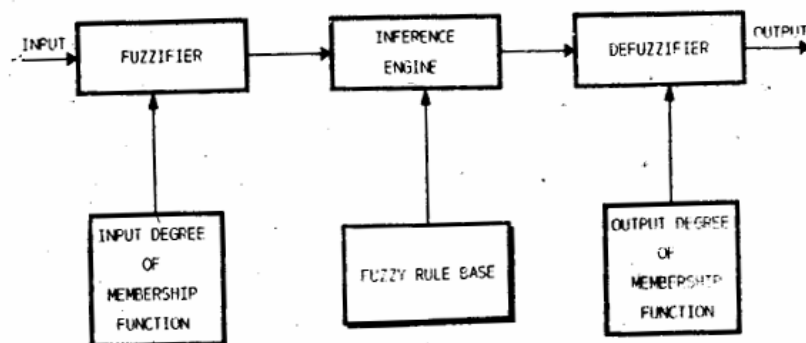 INPUT
FUZZIFIER
INFERENCE
ENGINE
DEFUZZIFIER
OUTPUT
INPUT DEGREE
OF
MEMBERSHIP
FUNCTION
FUZZY RULE BASE
OUTPUT DEGREE
OF
MEMBERSHIP
FUNCTION